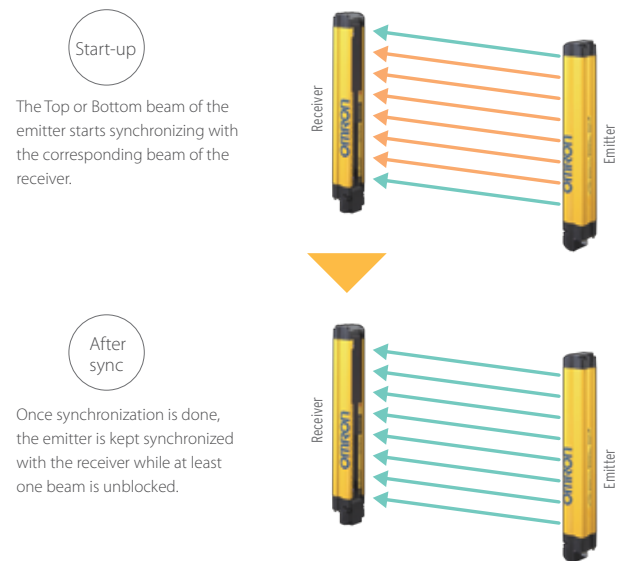 Start-up
The Top or Bottom beam of the
emitter starts synchronizing with
the corresponding beam of the
receiver.
Receiver
OMRON
OMRON
Emitter
After
sync
Once synchronization is done,
the emitter is kept synchronized
with the receiver while at least
one beam is unblocked.
Receiver
OMRON
OMRON
Emitter